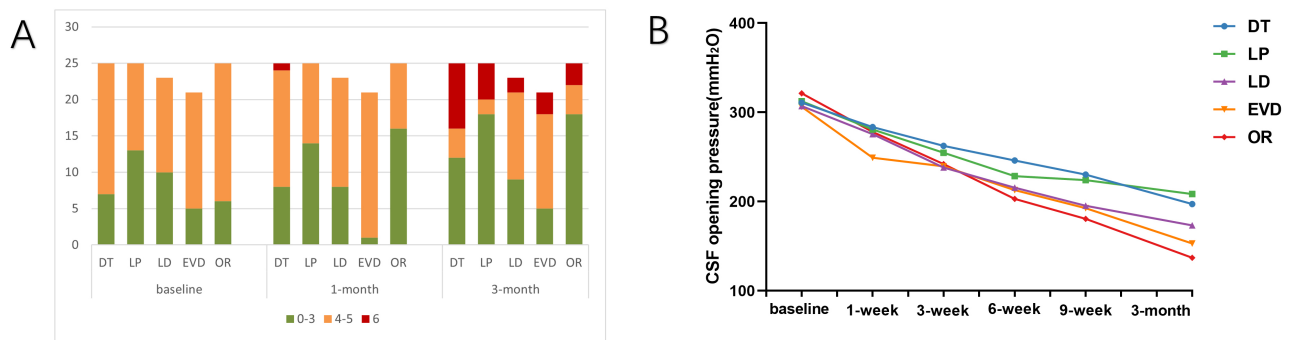 A
30
25
20
15
10
5
0
DT LP LD EVD OR DT LP LD EVD OR DT LP LD EVD OR
baseline 1-month 3-month
0-3 4-5 6
B
CSF opening pressure(mmH₂O)
400
300
200
100
baseline 1-week 3-week 6-week 9-week 3-month
DT
LP
LD
EVD
OR